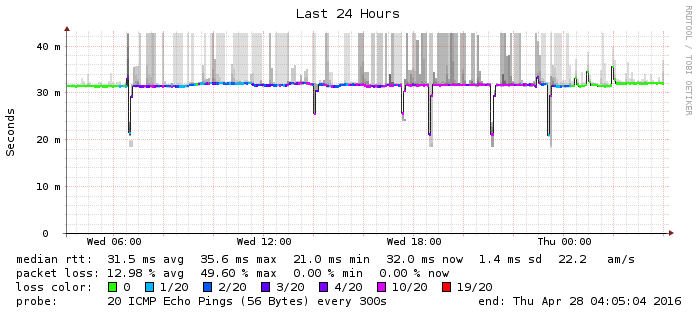 Last 24 Hours
RRDTOOL / TOBI OETIKER
Seconds
40 m
30 m
20 m
10 m
0
Wed 06:00 Wed 12:00 Wed 18:00 Thu 00:00
median rtt: 31.5 ms avg 35.6 ms max 21.0 ms min 32.0 ms now 1.4 ms sd 22.2 am/s
packet loss: 12.98 % avg 49.60 % max 0.00 % min 0.00 % now
loss color: 0 1/20 2/20 3/20 4/20 10/20 19/20
probe: 20 ICMP Echo Pings (56 Bytes) every 300s end: Thu Apr 28 04:05:04 2016